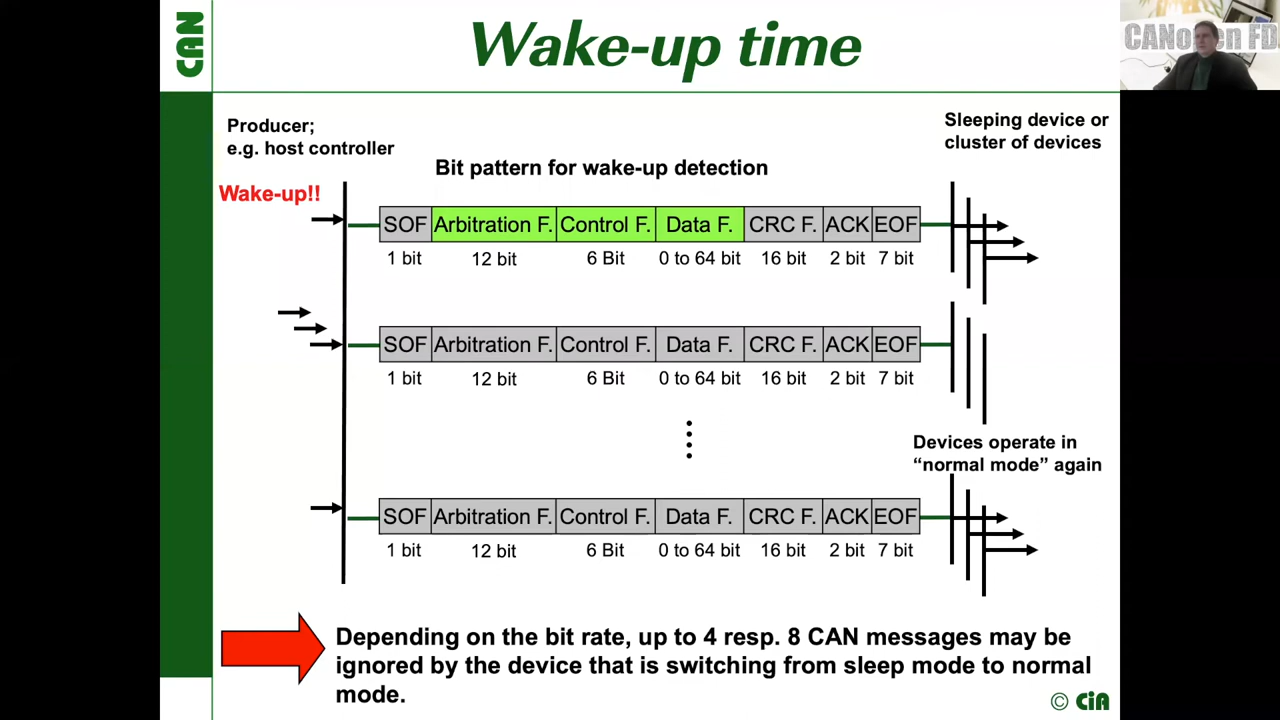 CAN
Wake-up time
CANopen FD
Producer;
e.g. host controller
Sleeping device or
cluster of devices
Bit pattern for wake-up detection
Wake-up!!
SOF Arbitration F. Control F. Data F. CRC F. ACK EOF
1 bit 12 bit 6 Bit 0 to 64 bit 16 bit 2 bit 7 bit
SOF Arbitration F. Control F. Data F. CRC F. ACK EOF
1 bit 12 bit 6 Bit 0 to 64 bit 16 bit 2 bit 7 bit
Devices operate in
“normal mode” again
SOF Arbitration F. Control F. Data F. CRC F. ACK EOF
1 bit 12 bit 6 Bit 0 to 64 bit 16 bit 2 bit 7 bit
Depending on the bit rate, up to 4 resp. 8 CAN messages may be
ignored by the device that is switching from sleep mode to normal
mode.
© CiA